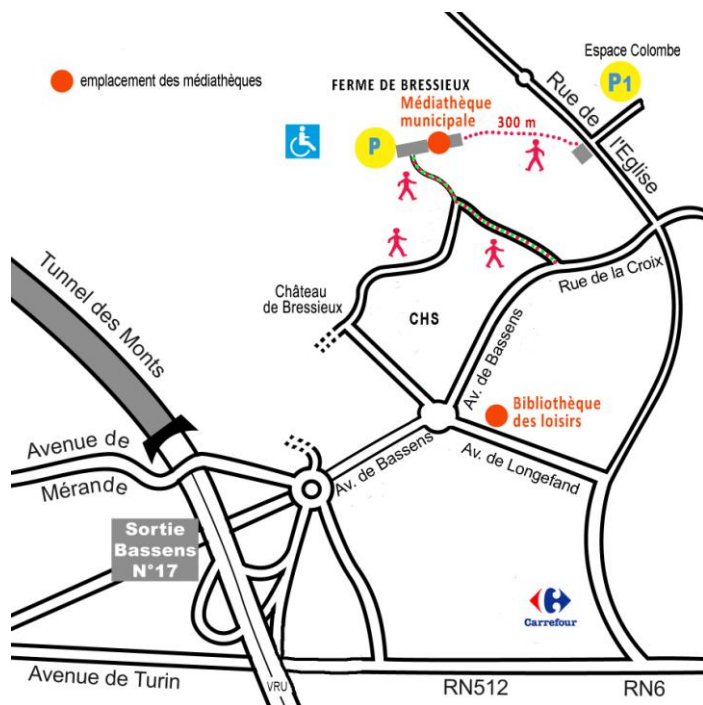 Espace Colombe
P1
emplacement des médiathèques
FERME DE BRESSIEUX
Médiathèque
municipale
300 m
Rue de
l'Eglise
P
Tunnel des Monts
Château
de Bressieux
CHS
Rue de la Croix
Av. de Bassens
Bibliothèque
des loisirs
Avenue de
Mérande
Av. de Bassens
Av. de Longefand
Sortie
Bassens
N°17
Carrefour
Avenue de Turin
VRU
RN512
RN6